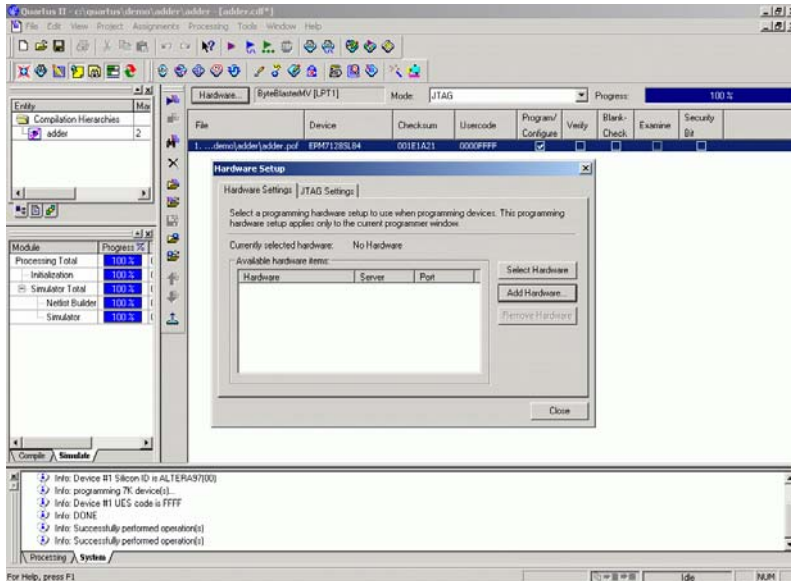 Quartus II - c:\quartus\demo\adder\adder - [adder.cdf*]
File Edit View Project Assignments Processing Tools Window Help
Hardware... ByteBlasterMV [LPT1] Mode: JTAG Progress: 100 %
Entity
Compilation Hierarchies
adder 2
File Device Checksum Usercode Program/ Configure Verify Blank- Check Examine Security Bit
1. ...demo\adder\adder.pof EPM7128SL84 001E1A21 0000FFFF
Hardware Setup
Hardware Settings JTAG Settings
Select a programming hardware setup to use when programming devices. This programming
hardware setup applies only to the current programmer window.
Currently selected hardware: No Hardware
Available hardware items:
Hardware Server Port
Select Hardware
Add Hardware...
Remove Hardware
Close
Module Progress %
Processing Total 100 %
Initialization 100 %
Simulator Total 100 %
Netlist Builder 100 %
Simulator 100 %
Compile Simulate
Info: Device #1 Silicon ID is ALTERA97(00)
Info: programming 7K device(s)...
Info: Device #1 UES code is FFFF
Info: DONE
Info: Successfully performed operation(s)
Info: Successfully performed operation(s)
Processing System
For Help, press F1
Idle NUM